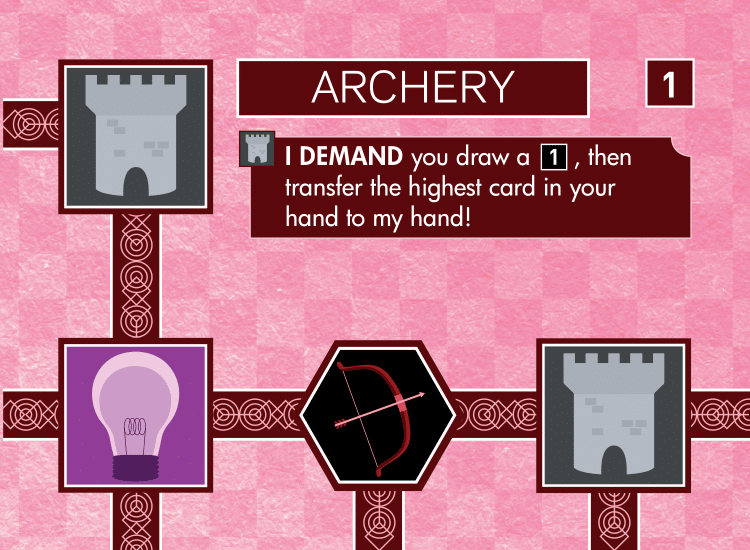 ARCHERY
1
I DEMAND you draw a 1 , then
transfer the highest card in your
hand to my hand!